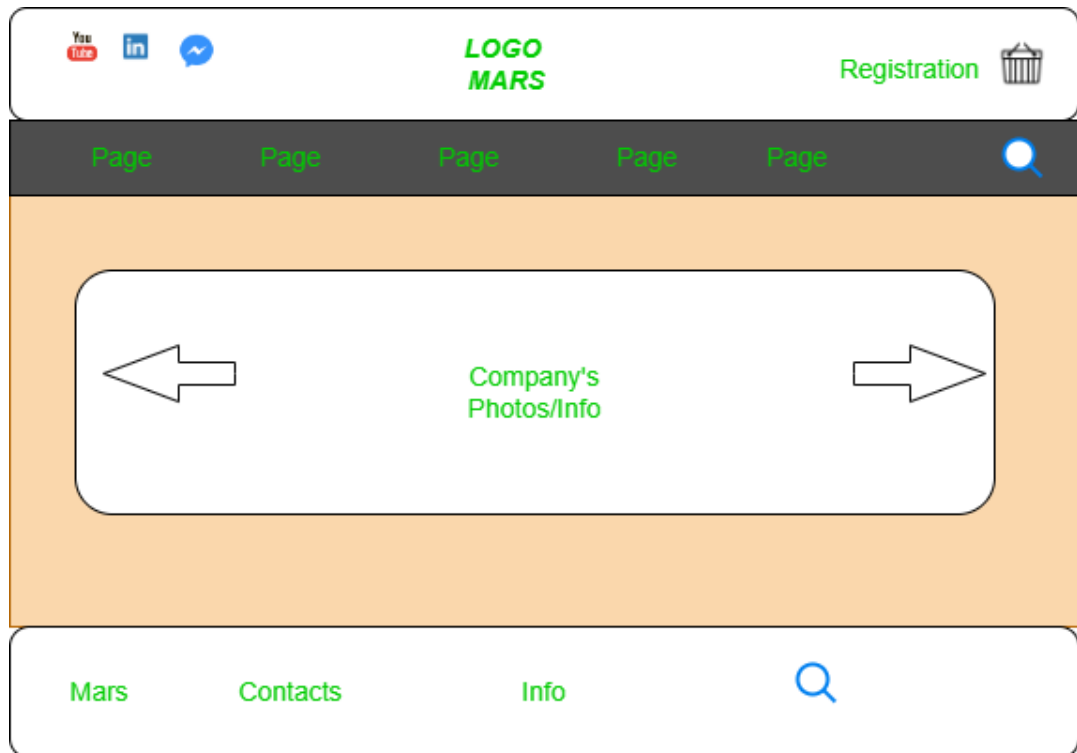 You
Tube
in
LOGO
MARS
Registration
Page Page Page Page Page
Company's
Photos/Info
Mars Contacts Info